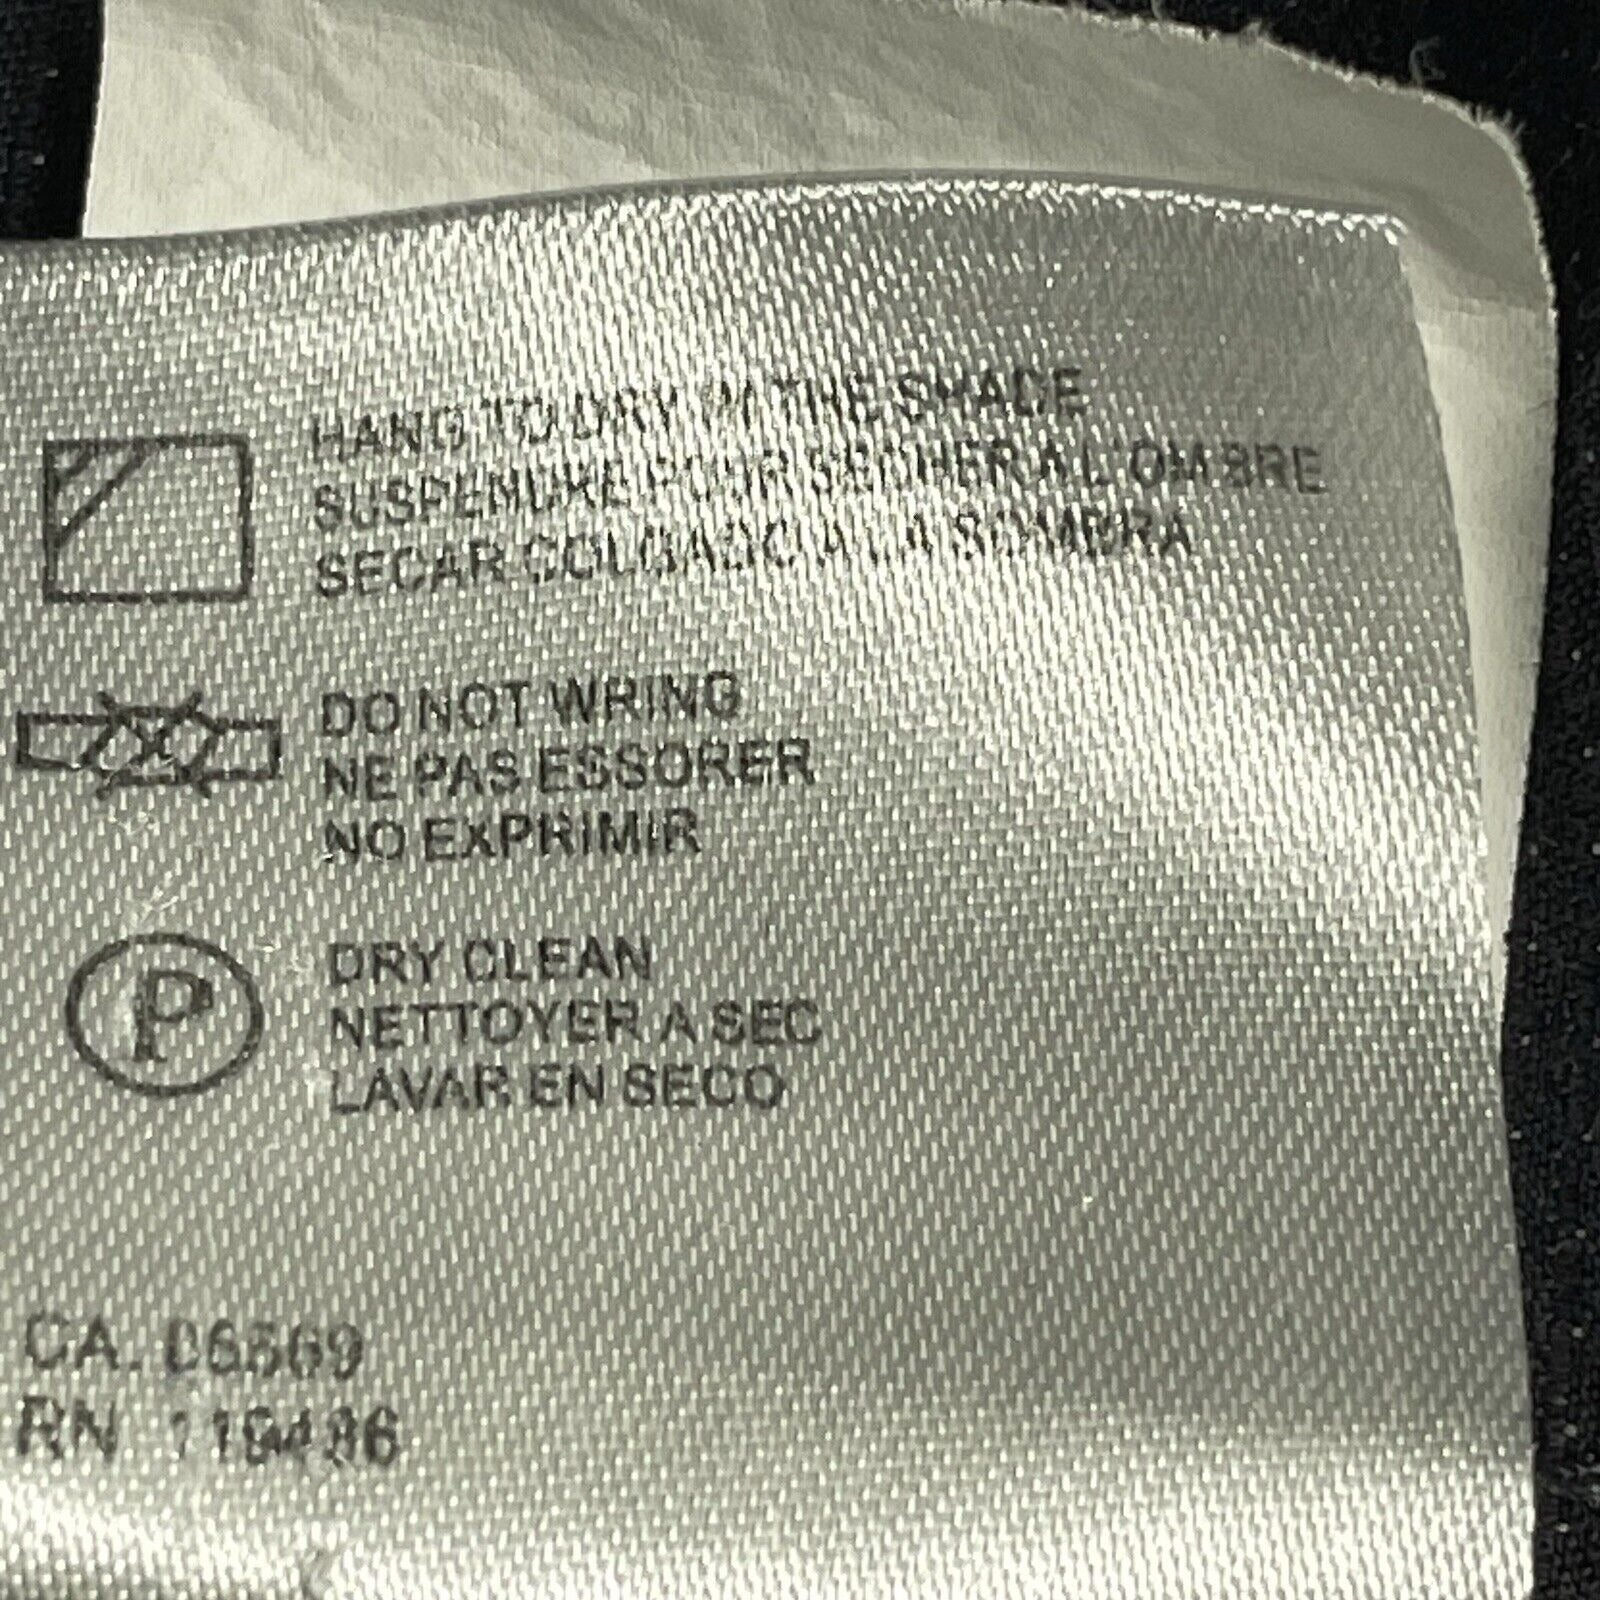 HANG TO DRY IN THE SHADE
SUSPENDRE POUR SECHER A L'OMBRE
SECAR COLGADO A LA SOMBRA
DO NOT WRING
NE PAS ESSORER
NO EXPRIMIR
P
DRY CLEAN
NETTOYER A SEC
LAVAR EN SECO
CA.
RN